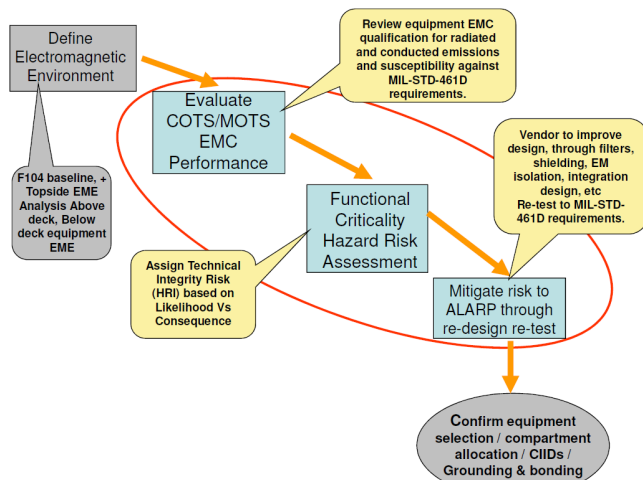 Define
Electromagnetic
Environment
Review equipment EMC
qualification for radiated
and conducted emissions
and susceptibility against
MIL-STD-461D
requirements.
Evaluate
COTS/MOTS
EMC
Performance
F104 baseline, +
Topside EME
Analysis Above
deck, Below
deck equipment
EME
Vendor to improve
design, through filters,
shielding, EM
isolation, integration
design, etc
Re-test to MIL-STD-
461D requirements.
Functional
Criticality
Hazard Risk
Assessment
Assign Technical
Integrity Risk
(HRI) based on
Likelihood Vs
Consequence
Mitigate risk to
ALARP through
re-design re-test
Confirm equipment
selection / compartment
allocation / CIIDs /
Grounding & bonding